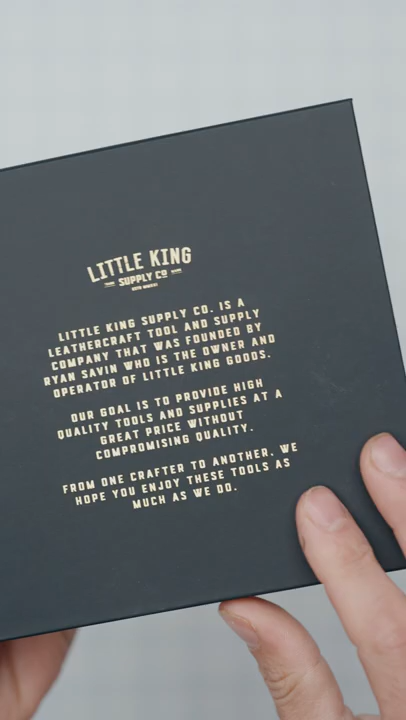 LITTLE KING
SUPPLY CO
LITTLE KING SUPPLY CO. IS A
LEATHERCRAFT TOOL AND SUPPLY
COMPANY THAT WAS FOUNDED BY
RYAN SAVIN WHO IS THE OWNER AND
OPERATOR OF LITTLE KING GOODS.
OUR GOAL IS TO PROVIDE HIGH
QUALITY TOOLS AND SUPPLIES AT A
GREAT PRICE WITHOUT
COMPROMISING QUALITY.
FROM ONE CRAFTER TO ANOTHER, WE
HOPE YOU ENJOY THESE TOOLS AS
MUCH AS WE DO.